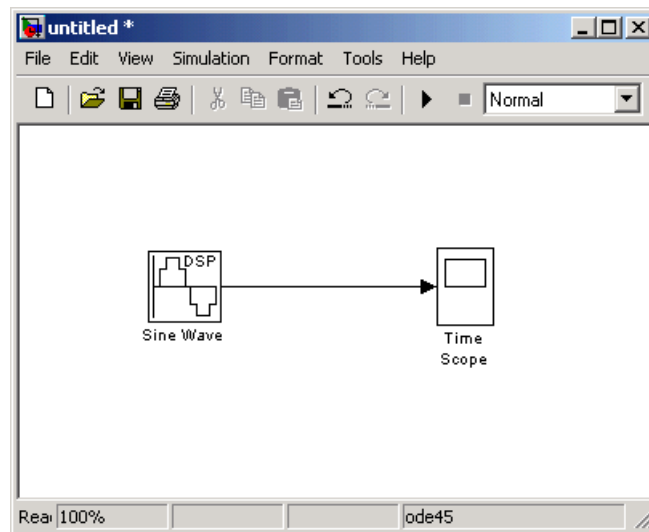 untitled *
File Edit View Simulation Format Tools Help
Normal
DSP
Sine Wave
Time
Scope
100% ode45